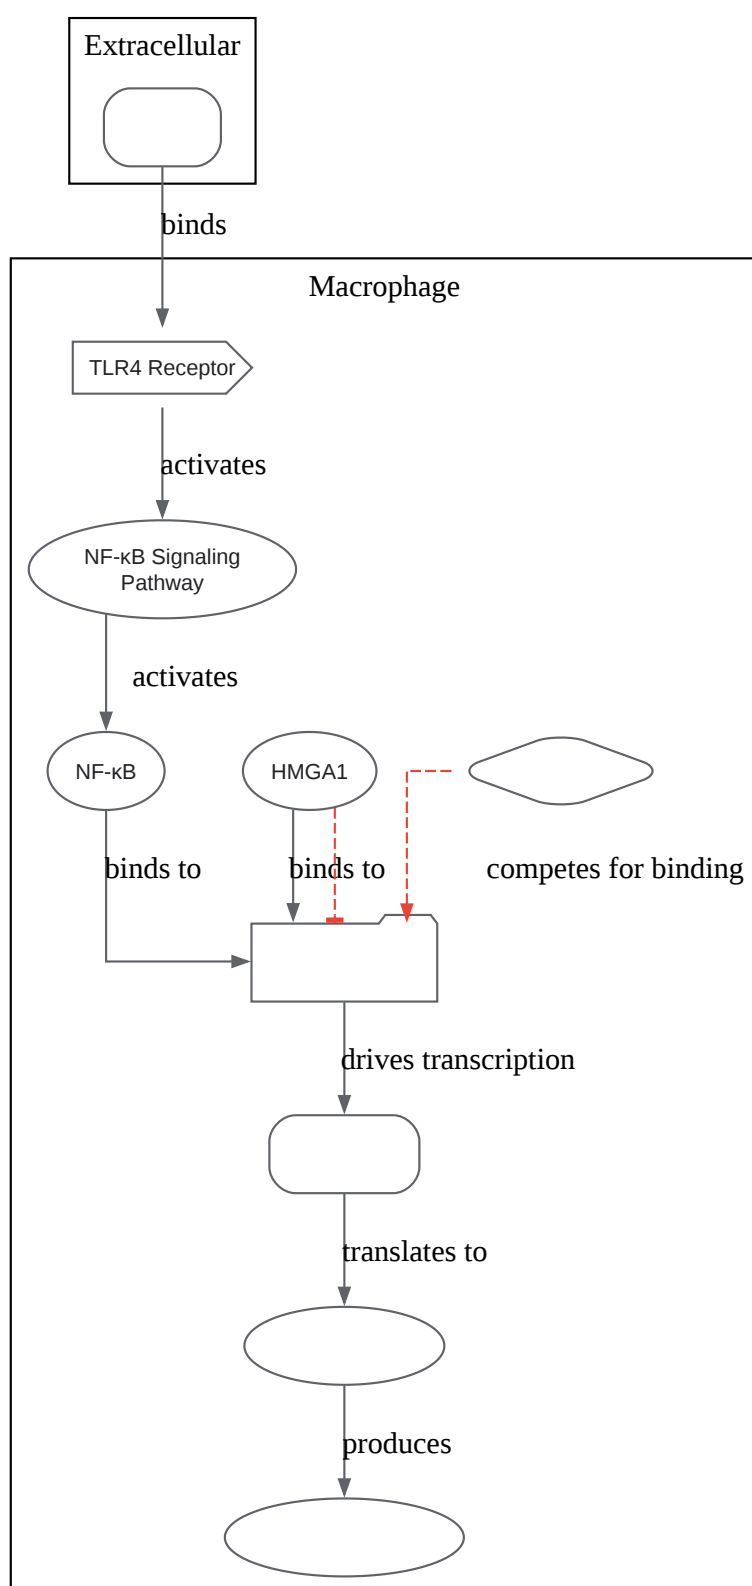 Extracellular
binds
Macrophage
TLR4 Receptor
activates
NF-κB Signaling
Pathway
activates
NF-κB
HMGA1
binds to
binds to
competes for binding
drives transcription
translates to
produces